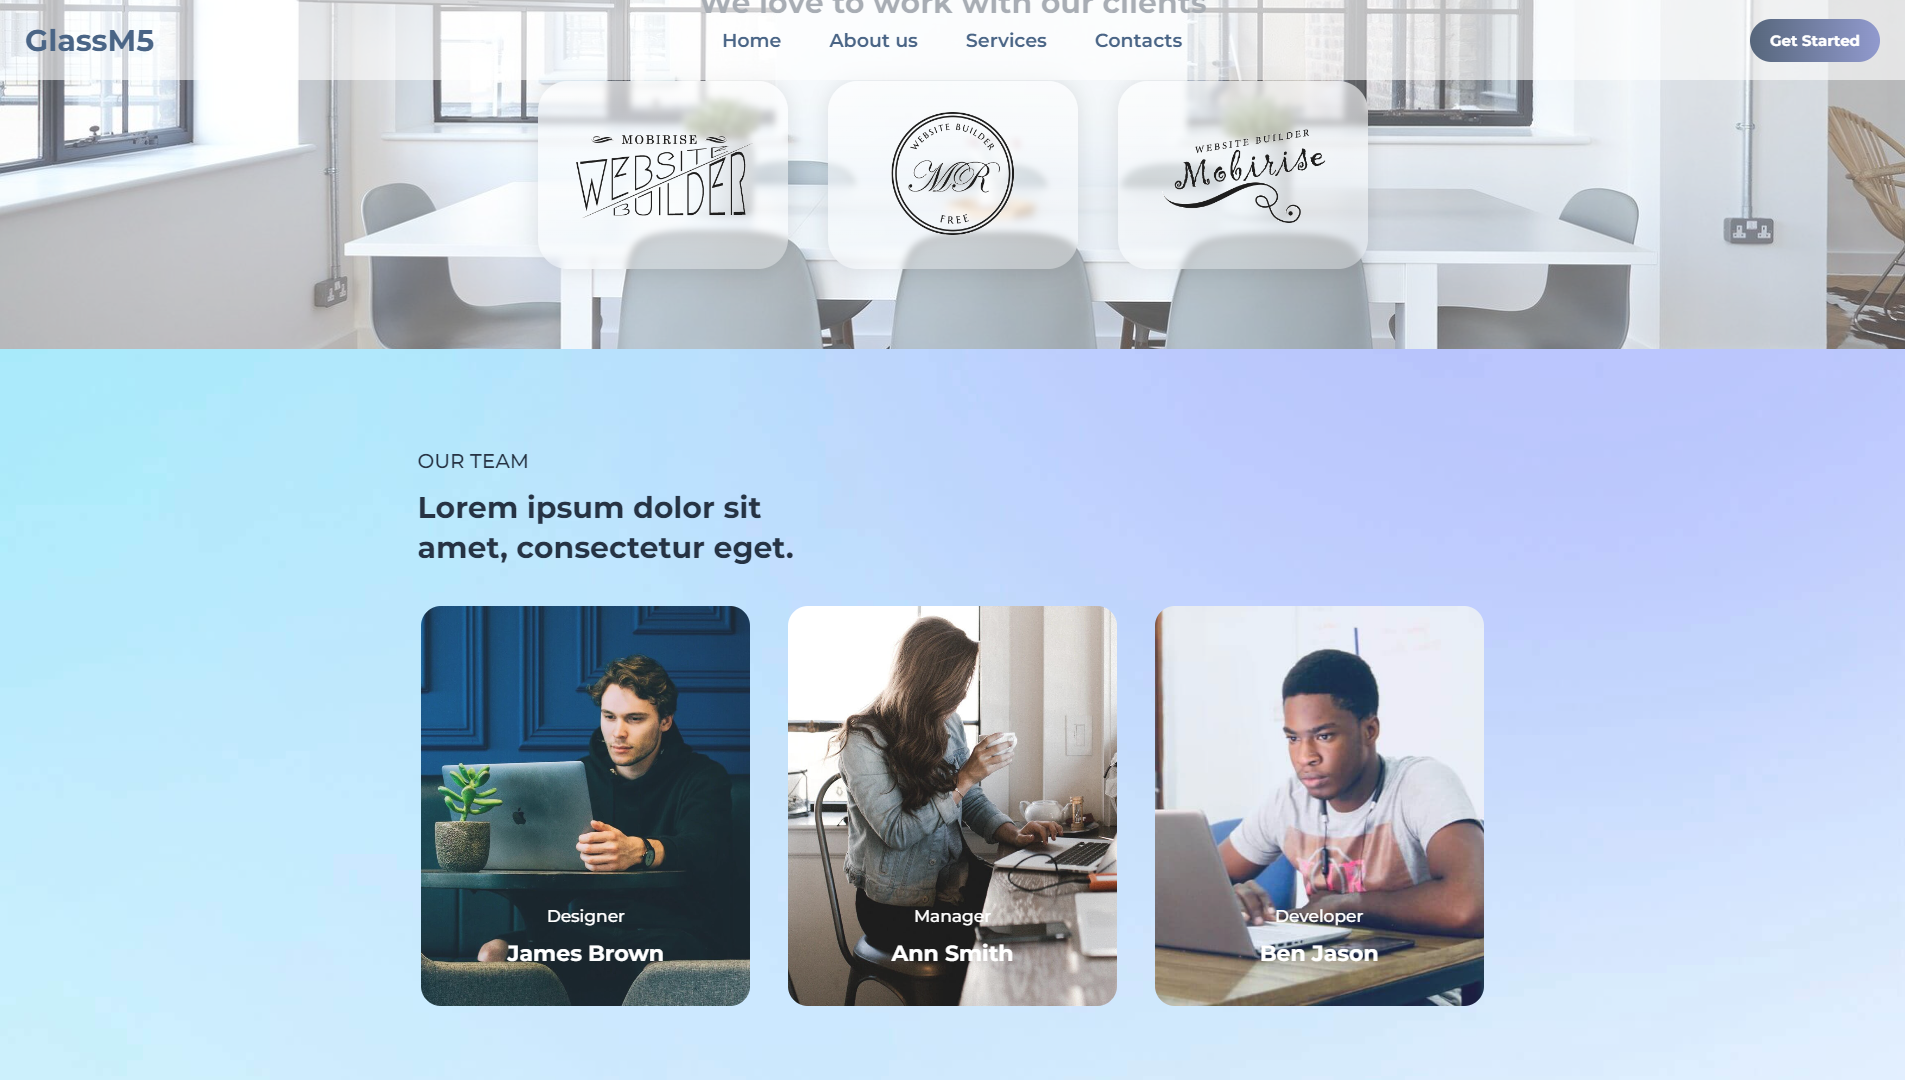 We love to work with our clients
GlassM5
Home
About us
Services
Contacts
Get Started
MOBIRISE
WEBSITE
BUILDER
WEBSITE BUILDER
MR
FREE
WEBSITE BUILDER
Mobirise
OUR TEAM
Lorem ipsum dolor sit
amet, consectetur eget.
Designer
James Brown
Manager
Ann Smith
Developer
Ben Jason